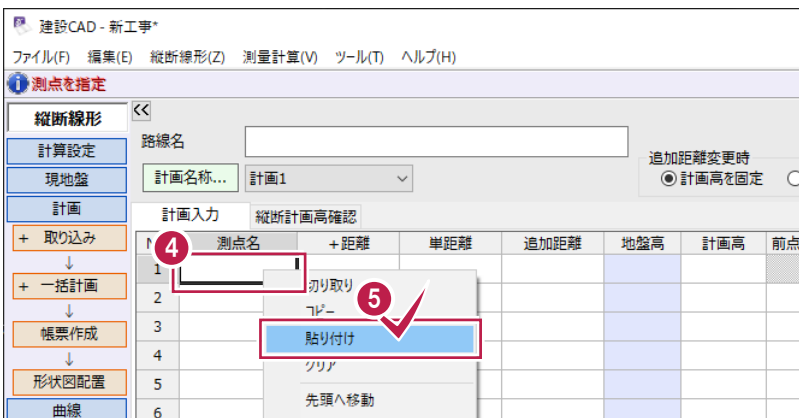 建設CAD - 新工事*
ファイル(F) 編集(E) 縦断線形(Z) 測量計算(V) ツール(T) ヘルプ(H)
測点を指定
縦断線形
計算設定
現地盤
計画
+ 取り込み
↓
+ 一括計画
↓
帳票作成
↓
形状図配置
曲線
<<
路線名
計画名称... 計画1
追加距離変更時
計画高を固定
計画入力 縦断計画高確認
4 測点名 +距離 単距離 追加距離 地盤高 計画高 前点
1
2
3
4
5
6
切り取り
5
コピー
貼り付け
クリア
先頭へ移動